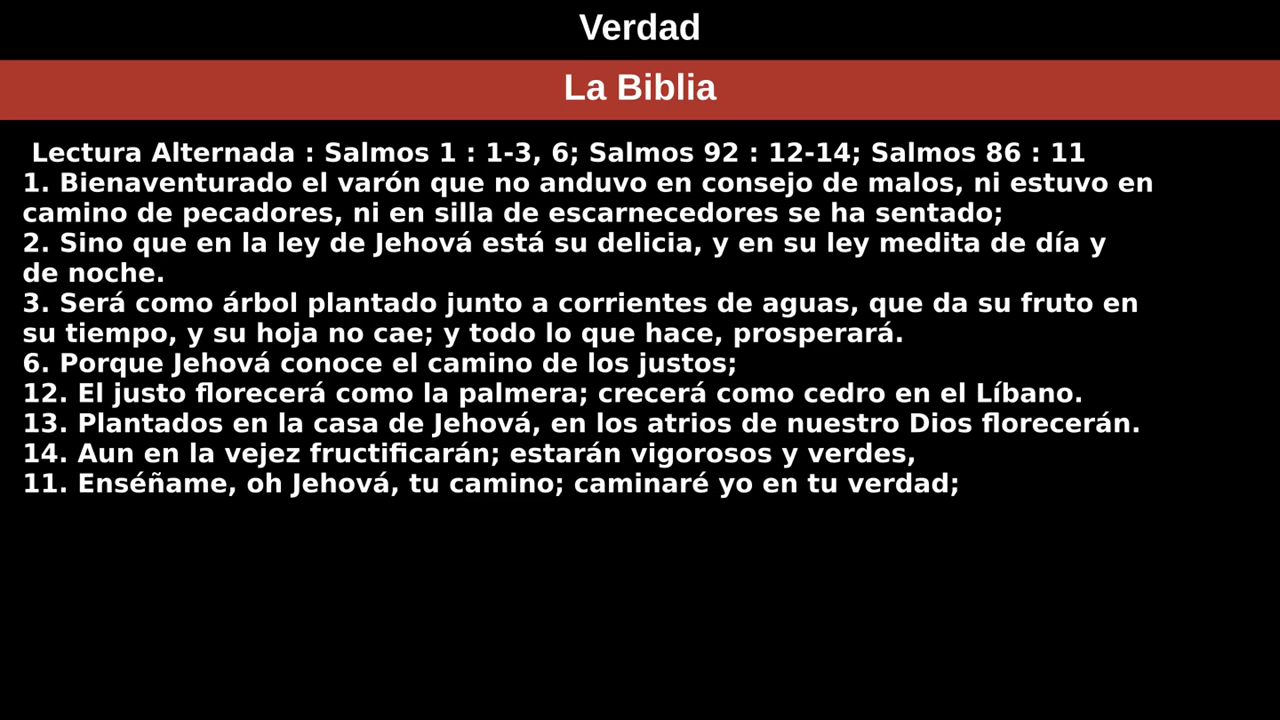 Verdad
La Biblia
Lectura Alternada : Salmos 1 : 1-3, 6; Salmos 92 : 12-14; Salmos 86 : 11
1. Bienaventurado el varón que no anduvo en consejo de malos, ni estuvo en
camino de pecadores, ni en silla de escarnecedores se ha sentado;
2. Sino que en la ley de Jehová está su delicia, y en su ley medita de día y
de noche.
3. Será como árbol plantado junto a corrientes de aguas, que da su fruto en
su tiempo, y su hoja no cae; y todo lo que hace, prosperará.
6. Porque Jehová conoce el camino de los justos;
12. El justo florecerá como la palmera; crecerá como cedro en el Líbano.
13. Plantados en la casa de Jehová, en los atrios de nuestro Dios florecerán.
14. Aun en la vejez fructificarán; estarán vigorosos y verdes,
11. Enséñame, oh Jehová, tu camino; caminaré yo en tu verdad;